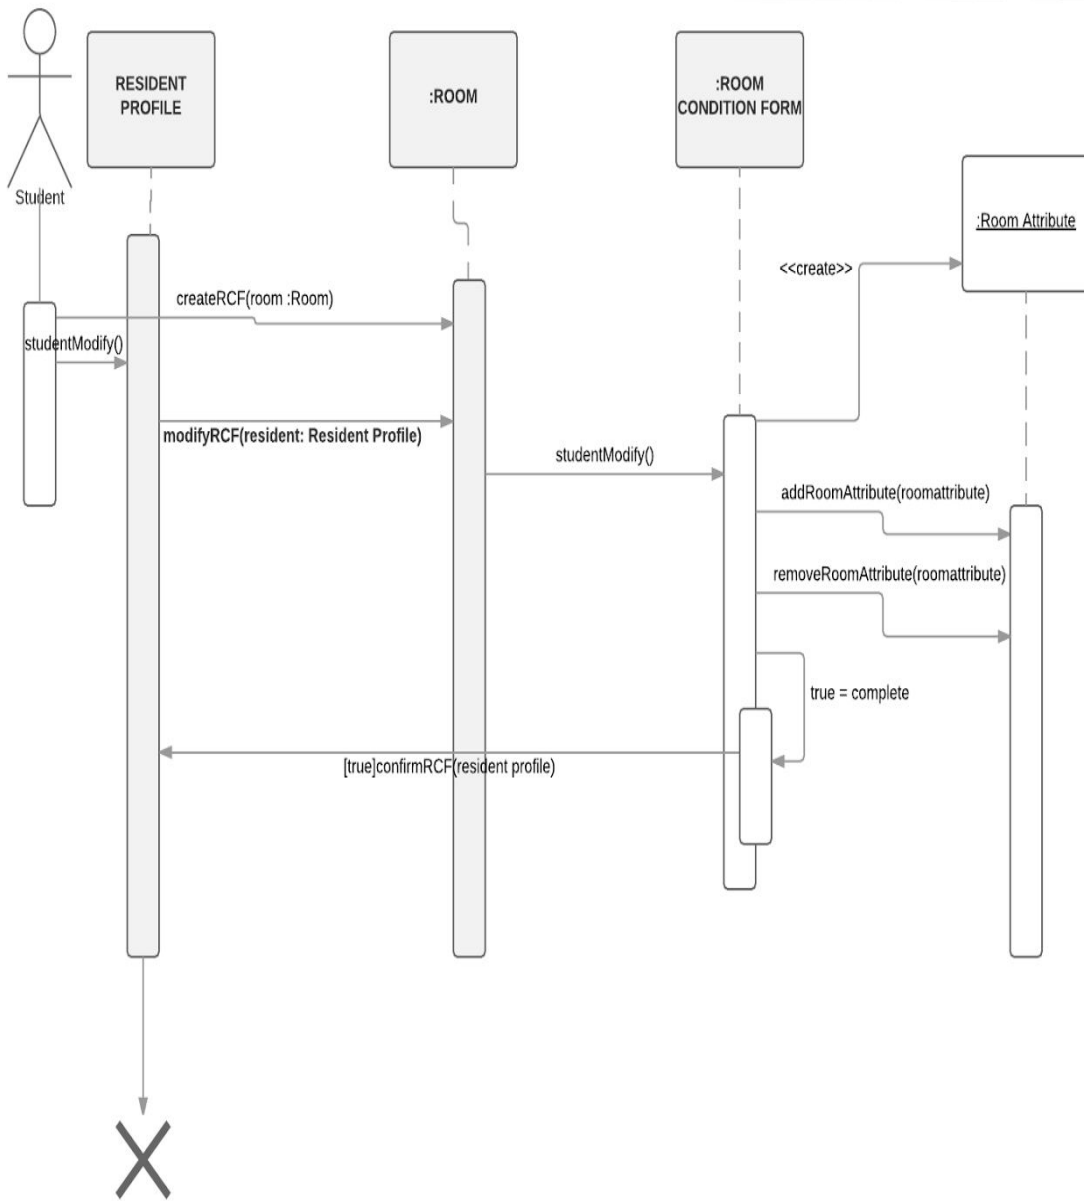 RESIDENT
PROFILE
:ROOM
:ROOM
CONDITION FORM
Student
:Room Attribute
<<create>>
createRCF(room :Room)
studentModify()
modifyRCF(resident: Resident Profile)
studentModify()
addRoomAttribute(roomattribute)
removeRoomAttribute(roomattribute)
true = complete
[true]confirmRCF(resident profile)